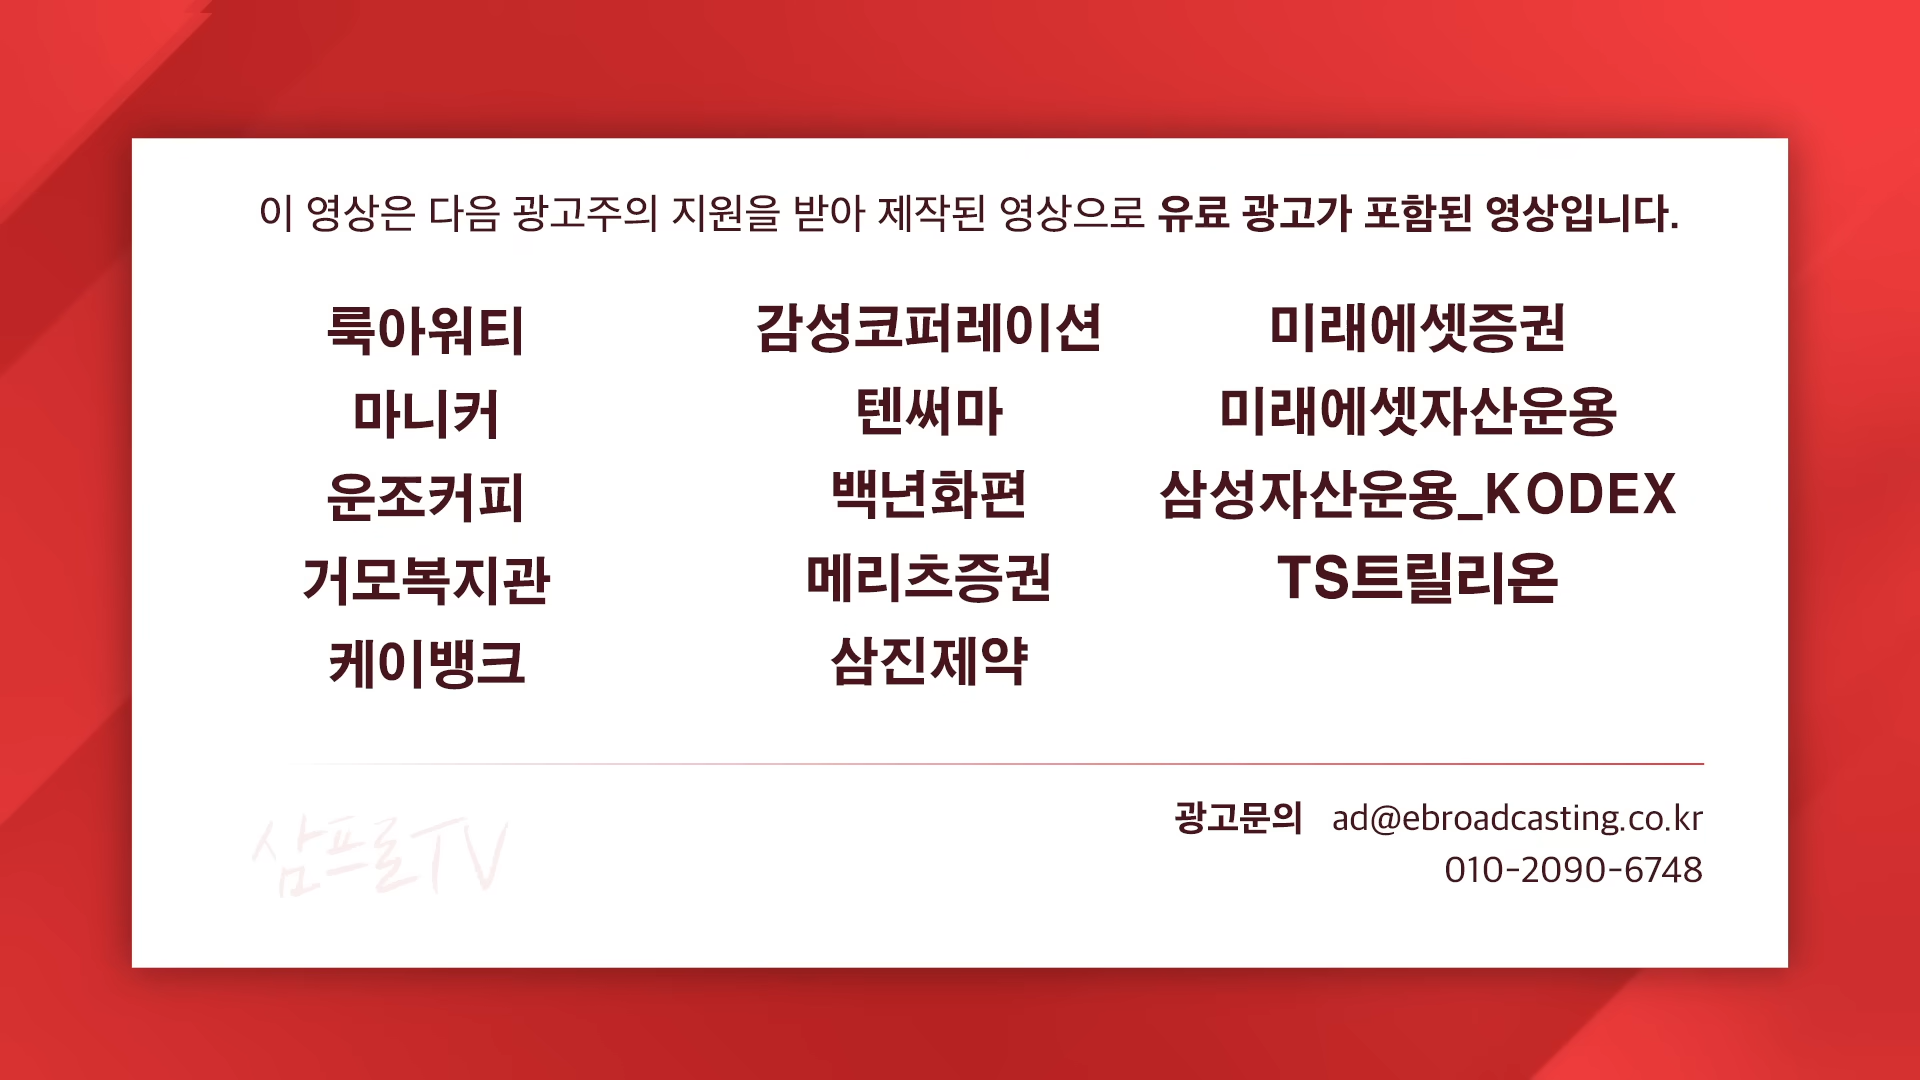 이 영상은 다음 광고주의 지원을 받아 제작된 영상으로 유료 광고가 포함된 영상입니다.
룩아워티
마니커
운조커피
거모복지관
케이뱅크
감성코퍼레이션
텐써마
백년화편
메리츠증권
삼진제약
미래에셋증권
미래에셋자산운용
삼성자산운용_KODEX
TS트릴리온
삼프로TV
광고문의 ad@ebroadcasting.co.kr
010-2090-6748